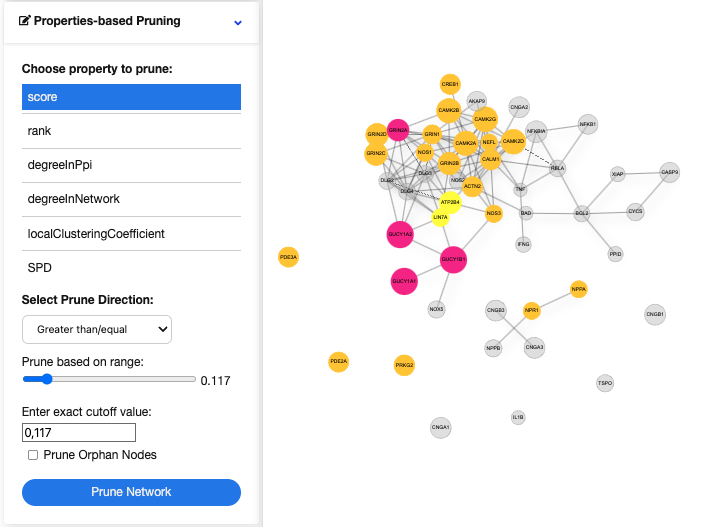 Properties-based Pruning
Choose property to prune:
score
rank
degreeInPpi
degreeInNetwork
localClusteringCoefficient
SPD
Select Prune Direction:
Greater than/equal
Prune based on range:
0.117
Enter exact cutoff value:
0,117
Prune Orphan Nodes
Prune Network
CREB1
AKAP9
CNGA2
CAMK2B
CAMK2G
NFKB1
GRIN2D
GRIN2A
GRIN1
NFKBIA
CAMK2A
NEFL
CAMK2D
GRIN2C
NOS1
CALM1
GRIN2B
RELA
DLG3
XIAP
CASP9
ACTN2
TNF
DLG4
ATP2B4
LIN7A
NOS3
BAD
BCL2
CYCS
GUCY1A2
IFNG
PPID
PDE3A
GUCY1B1
GUCY1A1
NPPA
NOX5
CNGB3
NPR1
CNGB1
NPPB
CNGA3
PDE2A
PRKG2
TSPO
IL1B
CNGA1